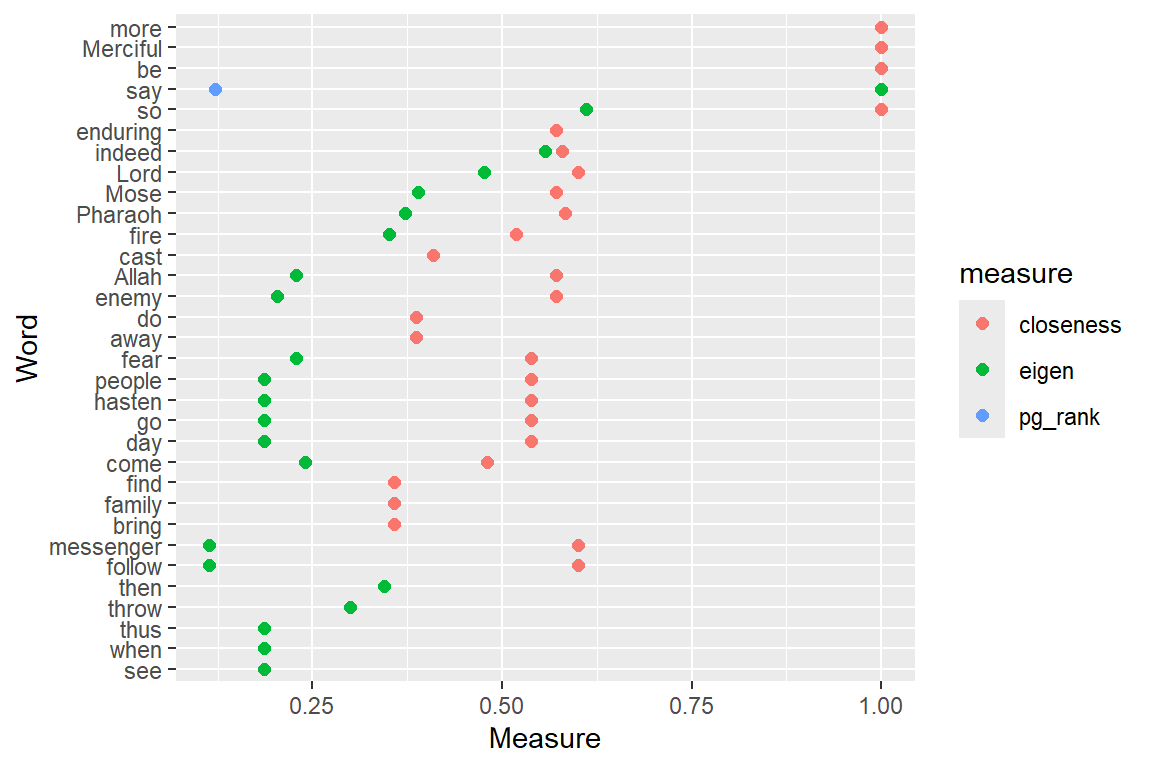 more
Merciful
be
say
so
enduring
indeed
Lord
Mose
Pharaoh
fire
cast
Allah
enemy
do
away
fear
people
hasten
go
day
come
find
family
bring
messenger
follow
then
throw
thus
when
see
Word
0.25 0.50 0.75 1.00
Measure
measure
closeness
eigen
pg_rank